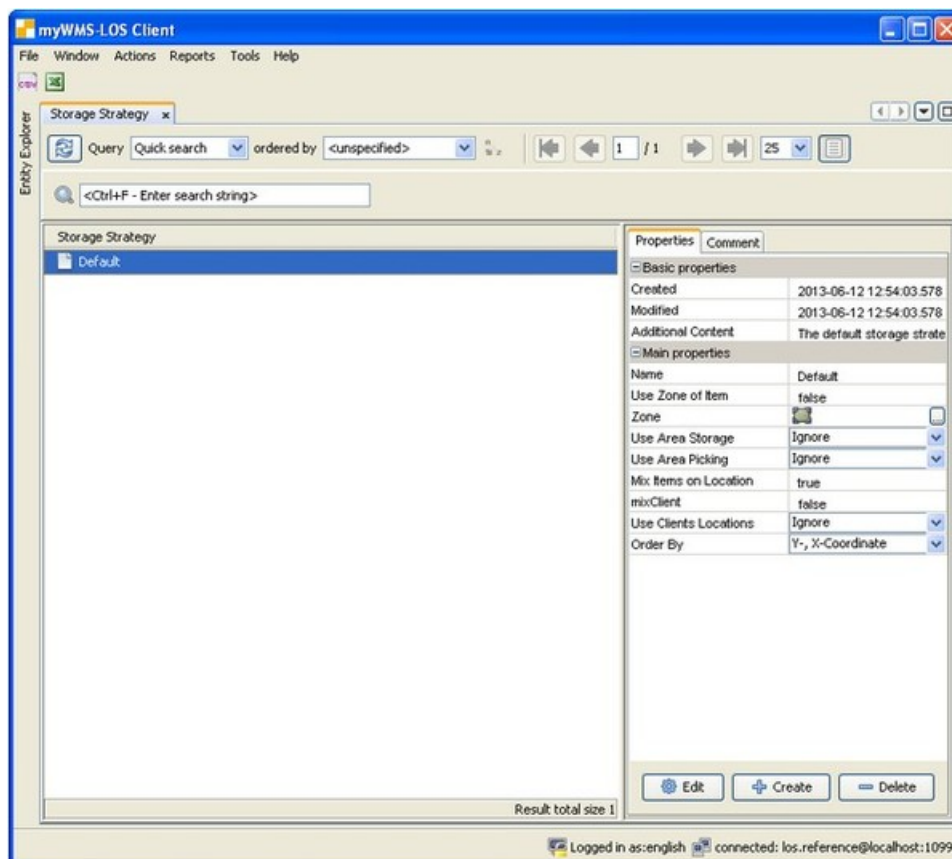 myWMS-LOS Client
File Window Actions Reports Tools Help
CSV
Entity Explorer
Storage Strategy x
Query Quick search ordered by <unspecified> 1 / 1 25
<Ctrl+F - Enter search string>
Storage Strategy
Default
Result total size 1
Properties Comment
Basic properties
Created 2013-06-12 12:54:03.578
Modified 2013-06-12 12:54:03.578
Additional Content The default storage strate
Main properties
Name Default
Use Zone of Item false
Zone
Use Area Storage Ignore
Use Area Picking Ignore
Mix Items on Location true
mixClient false
Use Clients Locations Ignore
Order By Y-, X-Coordinate
Edit Create Delete
Logged in as:english connected: los.reference@localhost:1099